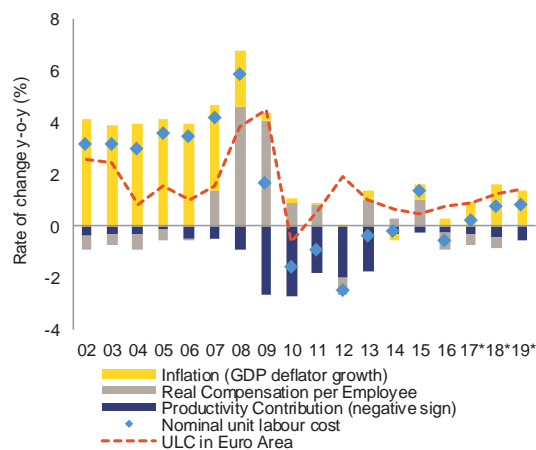 Rate of change y-o-y (%)
8
6
4
2
0
-2
-4
02 03 04 05 06 07 08 09 10 11 12 13 14 15 16 17* 18* 19*
Inflation (GDP deflator growth)
Real Compensation per Employee
Productivity Contribution (negative sign)
Nominal unit labour cost
ULC in Euro Area